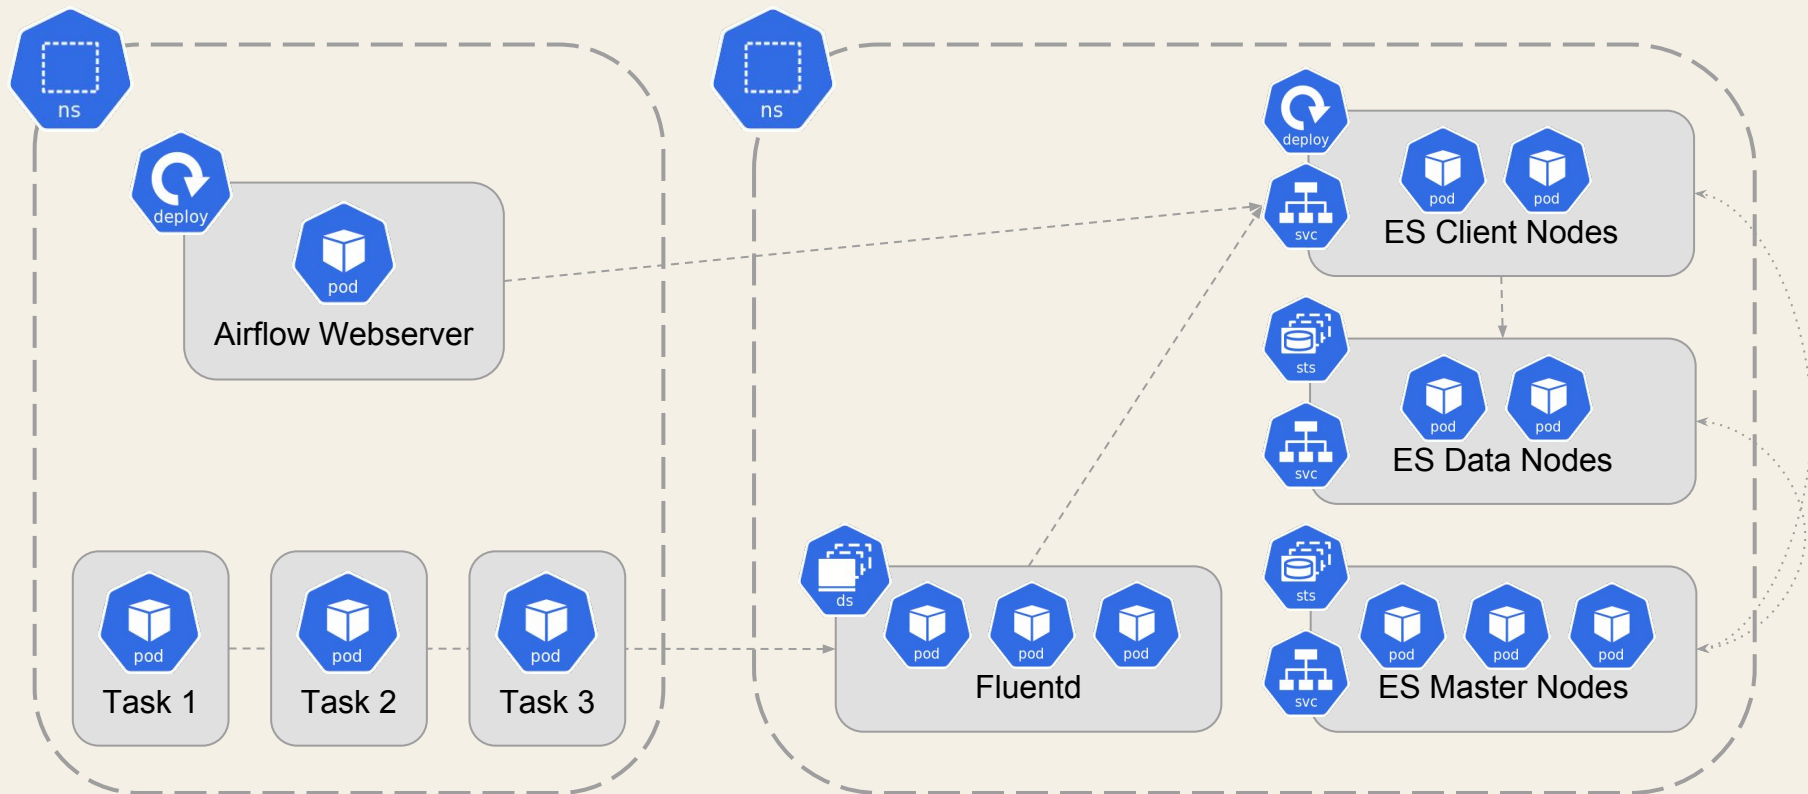 ns
ns
deploy
deploy
pod
pod
svc
ES Client Nodes
pod
Airflow Webserver
sts
pod
pod
svc
ES Data Nodes
ds
sts
pod
pod
pod
pod
pod
pod
pod
pod
pod
Task 1
Task 2
Task 3
Fluentd
svc
ES Master Nodes